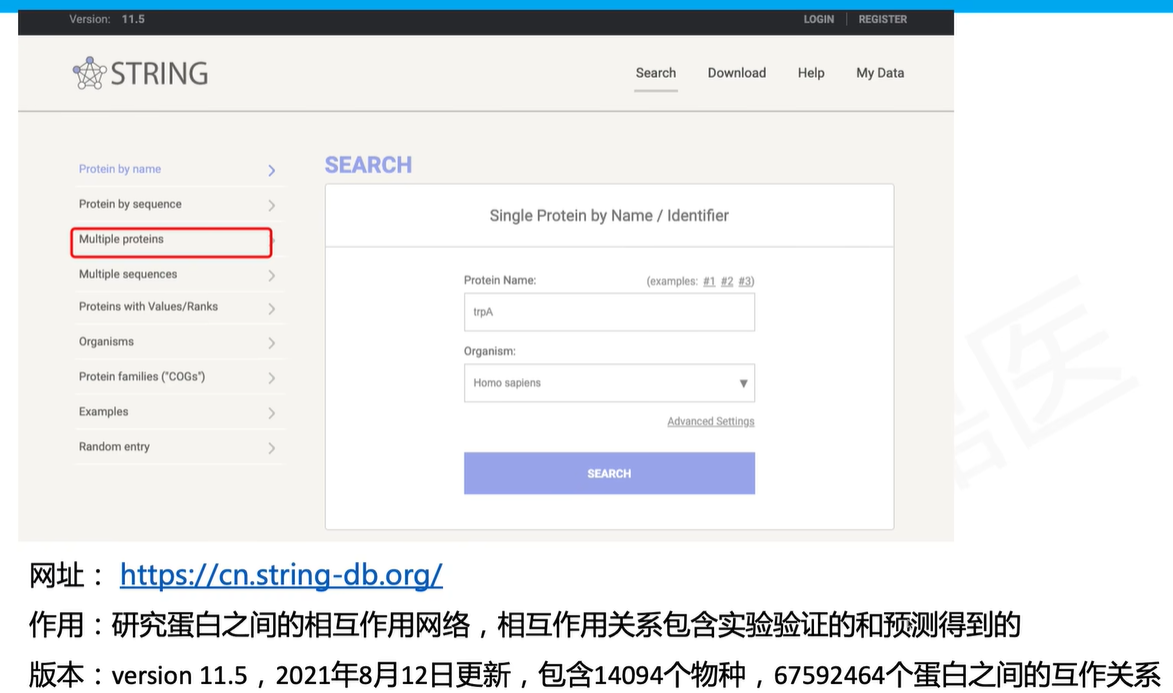 Version: 11.5 LOGIN REGISTER
STRING Search Download Help My Data
Protein by name
Protein by sequence
Multiple proteins
Multiple sequences
Proteins with Values/Ranks
Organisms
Protein families ("COGs")
Examples
Random entry
SEARCH
Single Protein by Name / Identifier
Protein Name: (examples: #1 #2 #3)
trpA
Organism:
Homo sapiens
Advanced Settings
SEARCH
网址： https://cn.string-db.org/
作用：研究蛋白之间的相互作用网络，相互作用关系包含实验验证的和预测得到的
版本：version 11.5，2021年8月12日更新，包含14094个物种，67592464个蛋白之间的互作关系
医